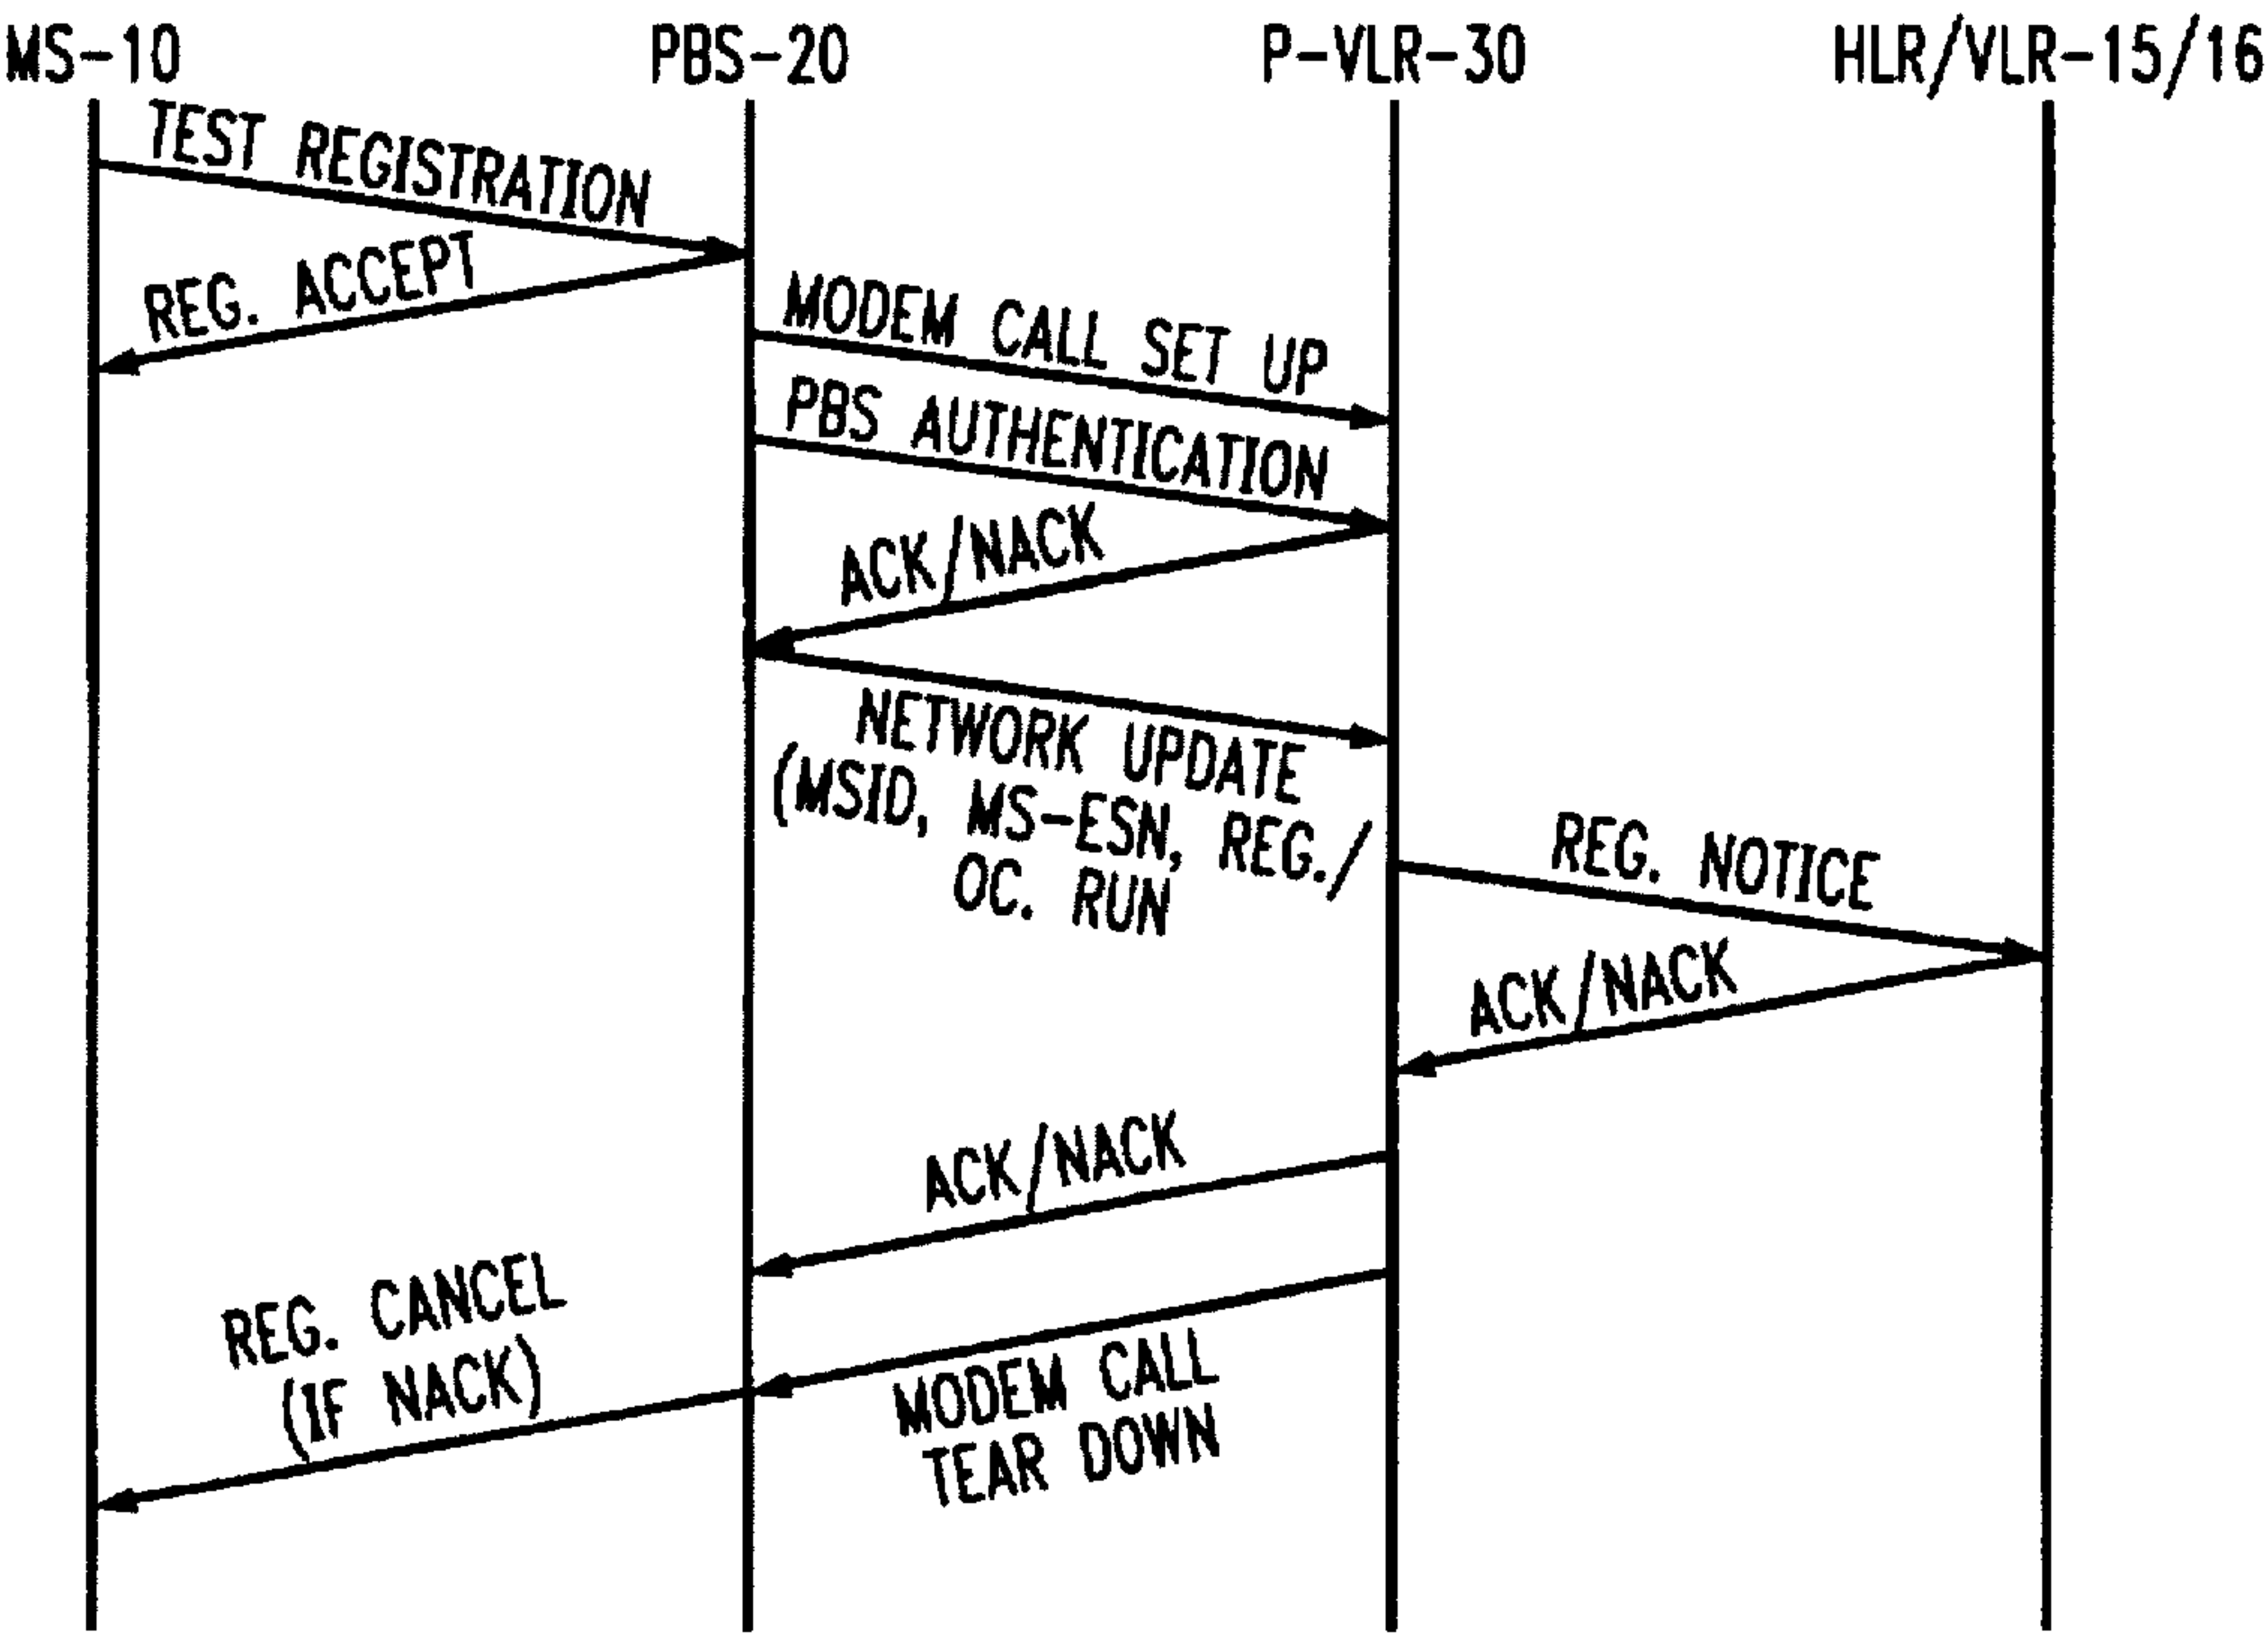 MS-10 PBS-20 P-VLR-30 HLR/VLR-15/16
TEST REGISTRATION
REG. ACCEPT
MODEM CALL SET UP
PBS AUTHENTICATION
ACK/NACK
NETWORK UPDATE
(MSID, MS-ESN, REG./
OC. RUN
REG. NOTICE
ACK/NACK
ACK/NACK
REG. CANCEL
(IF NACK)
MODEM CALL
TEAR DOWN